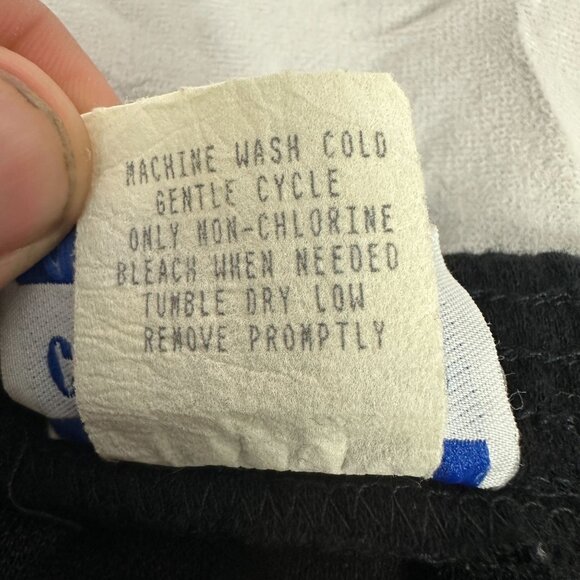 MACHINE WASH COLD
GENTLE CYCLE
ONLY NON-CHLORINE
BLEACH WHEN NEEDED
TUMBLE DRY LOW
REMOVE PROMPTLY